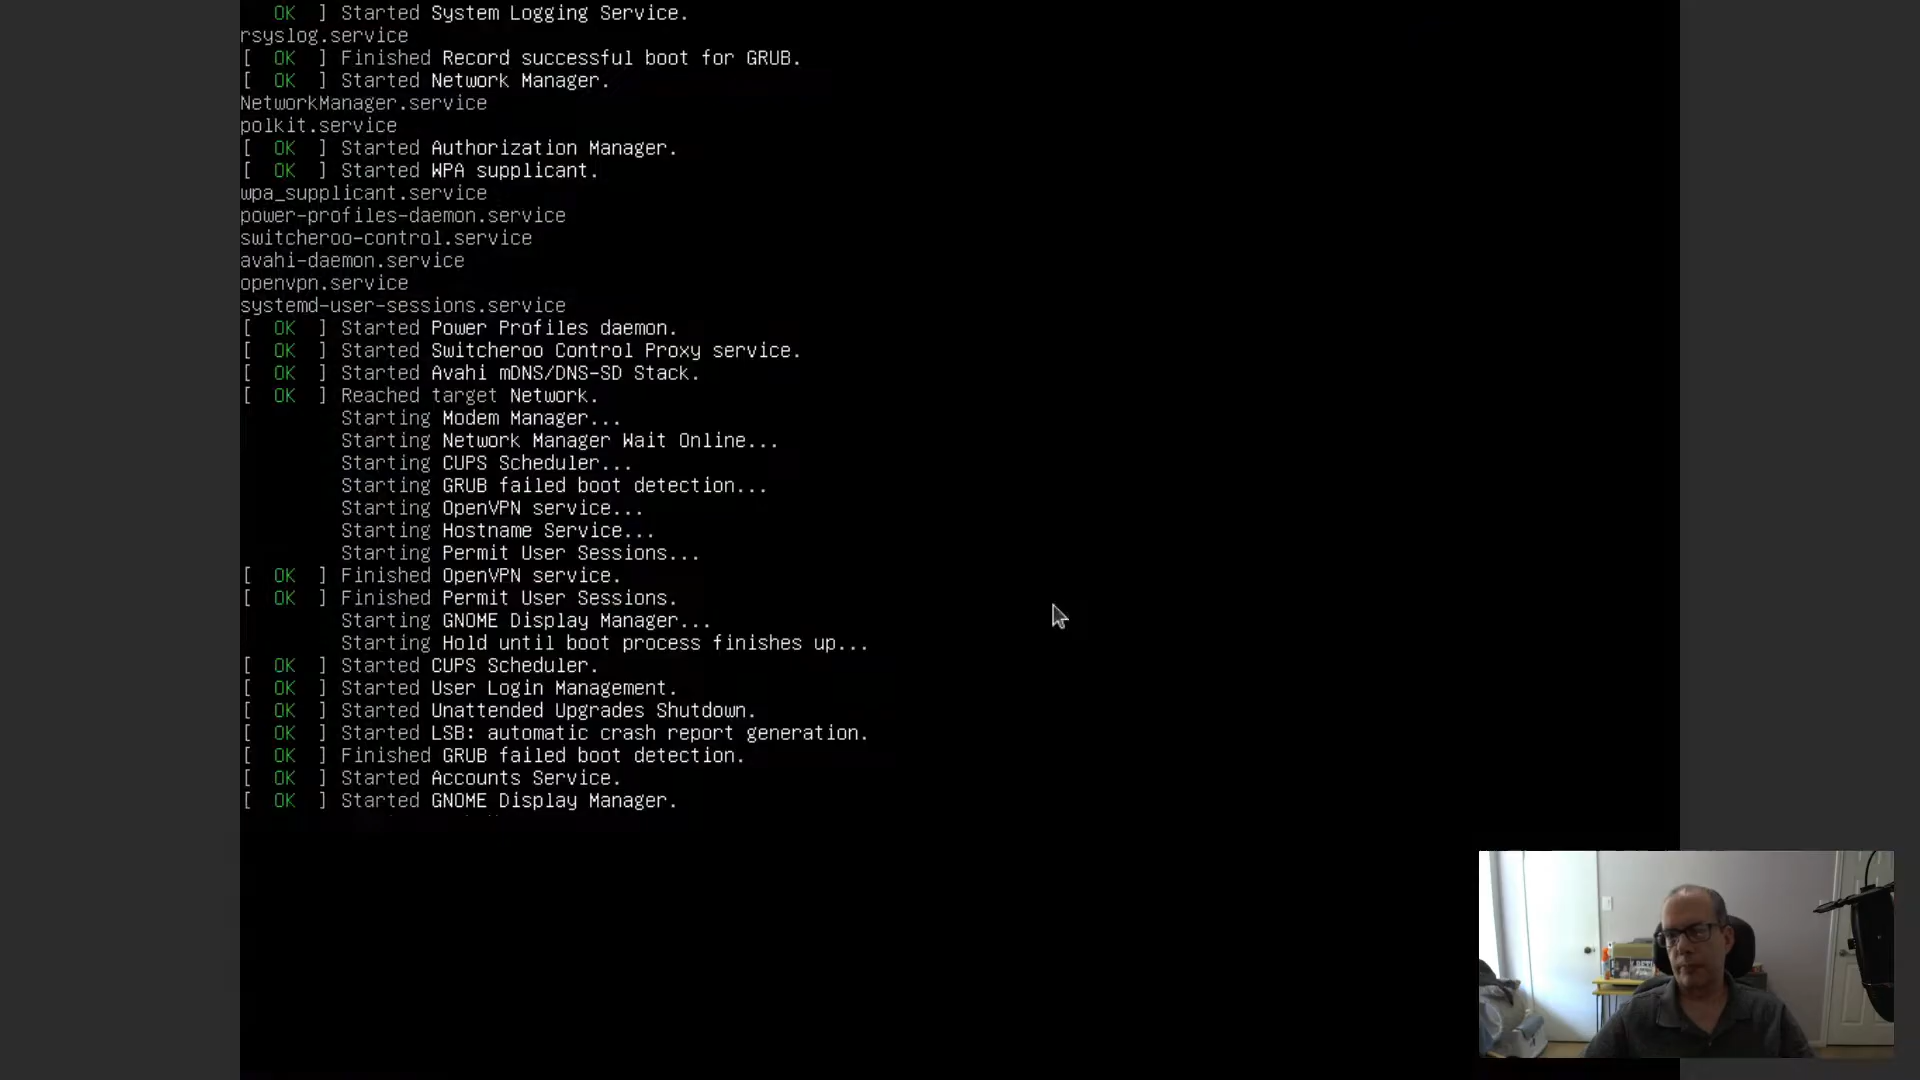 OK  ] Started System Logging Service.
rsyslog.service
[  OK  ] Finished Record successful boot for GRUB.
[  OK  ] Started Network Manager.
NetworkManager.service
polkit.service
[  OK  ] Started Authorization Manager.
[  OK  ] Started WPA supplicant.
wpa_supplicant.service
power-profiles-daemon.service
switcheroo-control.service
avahi-daemon.service
openvpn.service
systemd-user-sessions.service
[  OK  ] Started Power Profiles daemon.
[  OK  ] Started Switcheroo Control Proxy service.
[  OK  ] Started Avahi mDNS/DNS-SD Stack.
[  OK  ] Reached target Network.
Starting Modem Manager...
Starting Network Manager Wait Online...
Starting CUPS Scheduler...
Starting GRUB failed boot detection...
Starting OpenVPN service...
Starting Hostname Service...
Starting Permit User Sessions...
[  OK  ] Finished OpenVPN service.
[  OK  ] Finished Permit User Sessions.
Starting GNOME Display Manager...
Starting Hold until boot process finishes up...
[  OK  ] Started CUPS Scheduler.
[  OK  ] Started User Login Management.
[  OK  ] Started Unattended Upgrades Shutdown.
[  OK  ] Started LSB: automatic crash report generation.
[  OK  ] Finished GRUB failed boot detection.
[  OK  ] Started Accounts Service.
[  OK  ] Started GNOME Display Manager.